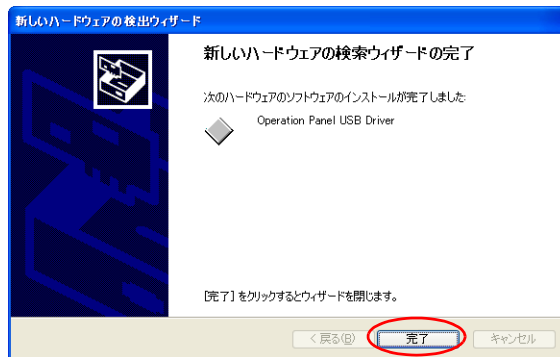 新しいハードウェアの検出ウィザード
新しいハードウェアの検索ウィザードの完了
次のハードウェアのソフトウェアのインストールが完了しました:
Operation Panel USB Driver
[完了] をクリックするとウィザードを閉じます。
< 戻る(B)
完了
キャンセル